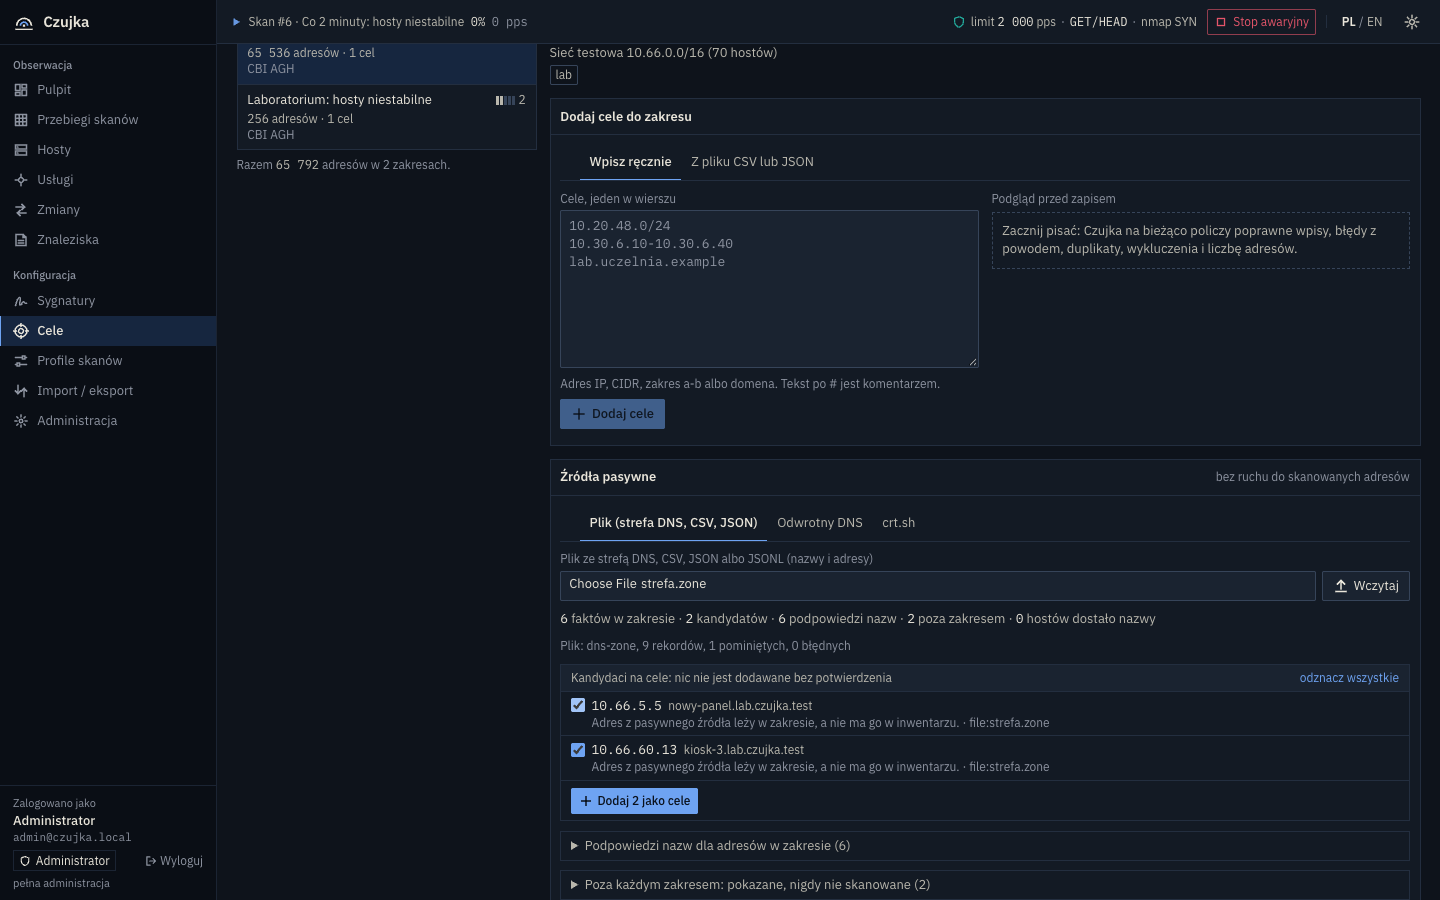 Czujka
Skan #6 · Co 2 minuty: hosty niestabilne 0% 0 pps
limit 2 000 pps · GET/HEAD · nmap SYN
Stop awaryjny
PL / EN
Obserwacja
Pulpit
Przebiegi skanów
Hosty
Usługi
Zmiany
Znaleziska
Konfiguracja
Sygnatury
Cele
Profile skanów
Import / eksport
Administracja
Zalogowano jako
Administrator
admin@czujka.local
Administrator
Wyloguj
pełna administracja
65 536 adresów · 1 cel
CBI AGH
Laboratorium: hosty niestabilne 2
256 adresów · 1 cel
CBI AGH
Razem 65 792 adresów w 2 zakresach.
Sieć testowa 10.66.0.0/16 (70 hostów)
lab
Dodaj cele do zakresu
Wpisz ręcznie
Z pliku CSV lub JSON
Cele, jeden w wierszu
10.20.48.0/24
10.30.6.10-10.30.6.40
lab.uczelnia.example
Adres IP, CIDR, zakres a-b albo domena. Tekst po # jest komentarzem.
Dodaj cele
Podgląd przed zapisem
Zacznij pisać: Czujka na bieżąco policzy poprawne wpisy, błędy z
powodem, duplikaty, wykluczenia i liczbę adresów.
Źródła pasywne
bez ruchu do skanowanych adresów
Plik (strefa DNS, CSV, JSON)
Odwrotny DNS
crt.sh
Plik ze strefą DNS, CSV, JSON albo JSONL (nazwy i adresy)
Choose File strefa.zone
Wczytaj
6 faktów w zakresie · 2 kandydatów · 6 podpowiedzi nazw · 2 poza zakresem · 0 hostów dostało nazwy
Plik: dns-zone, 9 rekordów, 1 pominiętych, 0 błędnych
Kandydaci na cele: nic nie jest dodawane bez potwierdzenia
odznacz wszystkie
10.66.5.5 nowy-panel.lab.czujka.test
Adres z pasywnego źródła leży w zakresie, a nie ma go w inwentarzu. · file:strefa.zone
10.66.60.13 kiosk-3.lab.czujka.test
Adres z pasywnego źródła leży w zakresie, a nie ma go w inwentarzu. · file:strefa.zone
Dodaj 2 jako cele
Podpowiedzi nazw dla adresów w zakresie (6)
Poza każdym zakresem: pokazane, nigdy nie skanowane (2)